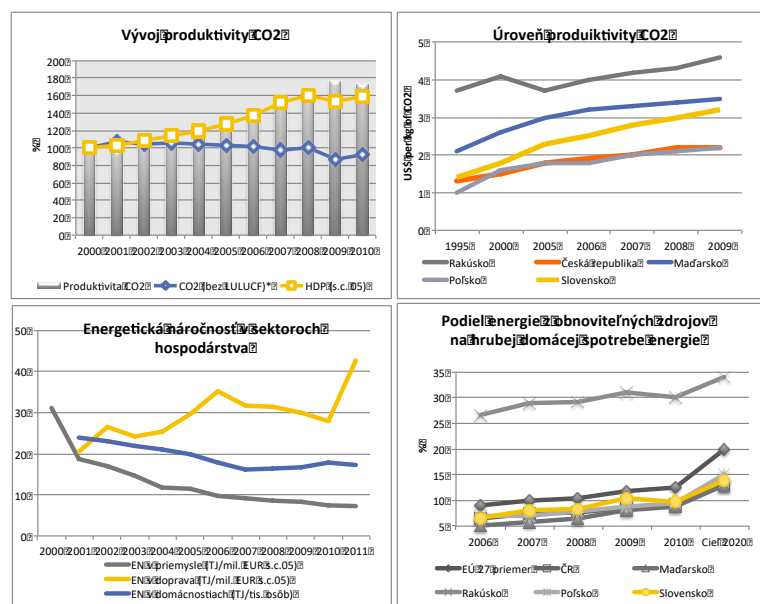 Vývoj produktivity CO2
200
180
160
140
120
100
80
60
40
20
0
%
2000 2001 2002 2003 2004 2005 2006 2007 2008 2009 2010
Produktivita CO2 CO2 (bez LULUCF)* HDP (s.c. 05)
Úroveň produiktivity CO2
5
4
3
2
1
0
US$ per kg of CO2
1995 2000 2005 2006 2007 2008 2009
Rakúsko Česká republika Maďarsko
Poľsko Slovensko
Energetická náročnosť v sektoroch
hospodárstva
50
40
30
20
10
0
2000 2001 2002 2003 2004 2005 2006 2007 2008 2009 2010 2011
EN v priemysle (TJ/mil. EUR s.c.05)
EN v doprava (TJ/mil. EUR s.c.05)
EN v domácnostiach (TJ/tis. osôb)
Podiel energie z obnoviteľných zdrojov
na hrubej domácej spotrebe energie
35
30
25
20
15
10
5
%
2006 2007 2008 2009 2010 Cieľ 2020
EÚ 27 priemer ČR Maďarsko
Rakúsko Poľsko Slovensko